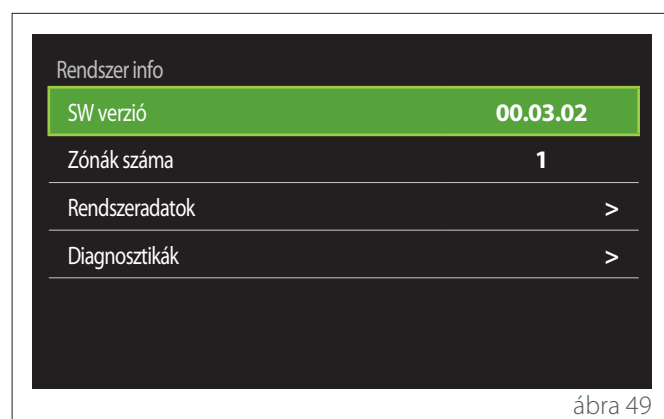 Rendszer info
SW verzió 00.03.02
Zónák száma 1
Rendszeradatok >
Diagnosztikák >
ábra 49